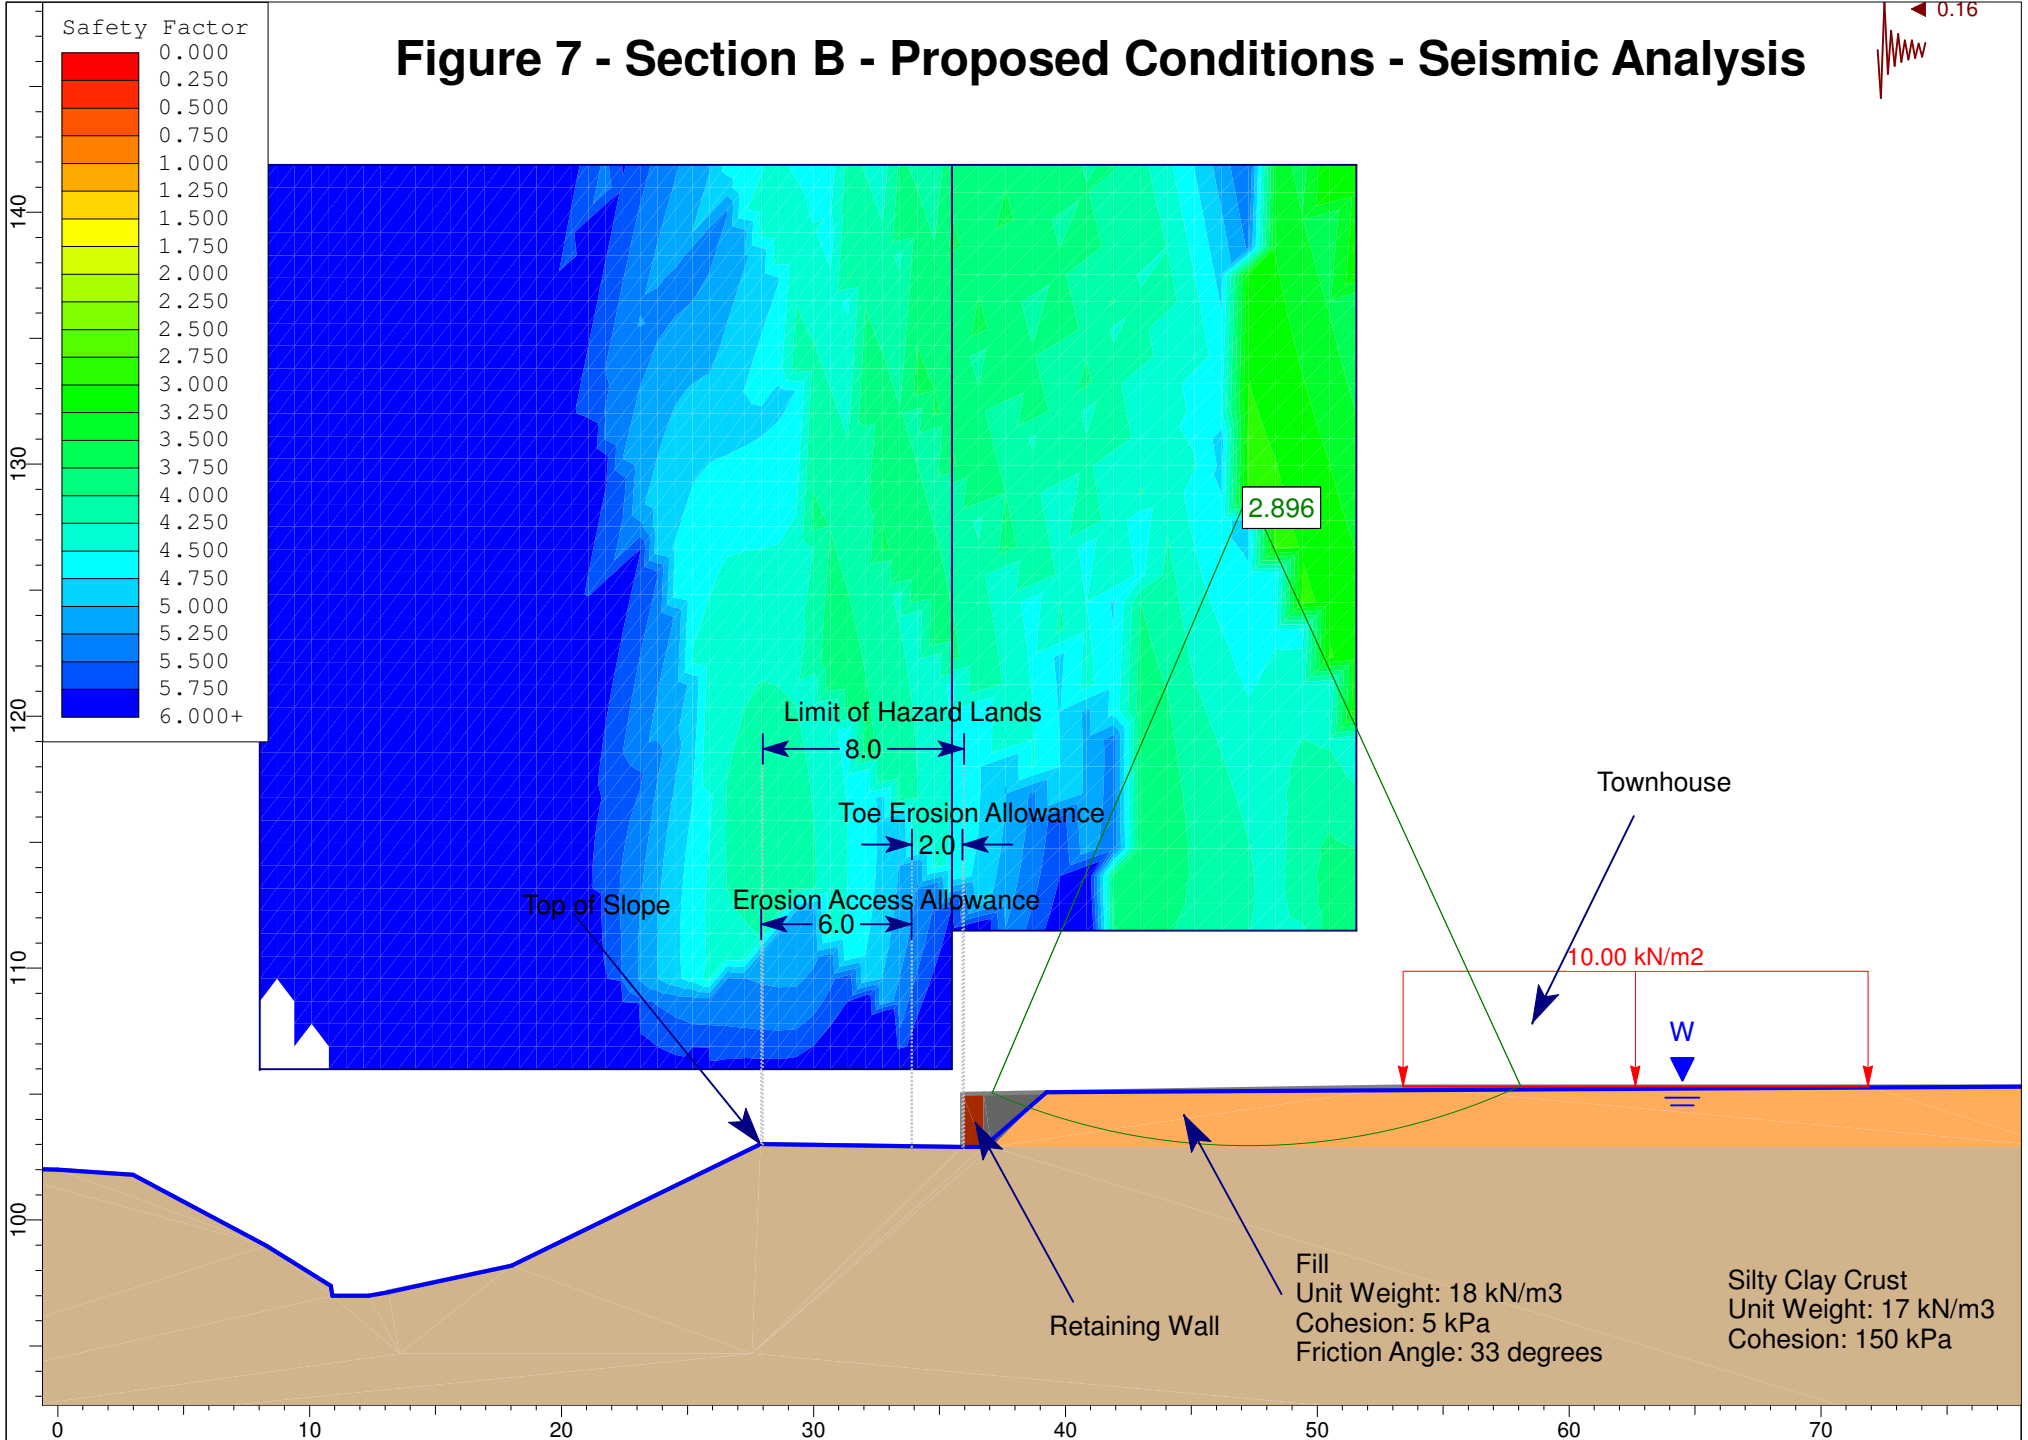 Safety Factor
0.000
0.250
0.500
0.750
1.000
1.250
1.500
1.750
2.000
2.250
2.500
2.750
3.000
3.250
3.500
3.750
4.000
4.250
4.500
4.750
5.000
5.250
5.500
5.750
6.000+
Figure 7 - Section B - Proposed Conditions - Seismic Analysis
0.16
140
130
120
110
100
2.896
Limit of Hazard Lands
8.0
Toe Erosion Allowance
2.0
Top of Slope
Erosion Access Allowance
6.0
Townhouse
10.00 kN/m2
W
Retaining Wall
Fill
Unit Weight: 18 kN/m3
Cohesion: 5 kPa
Friction Angle: 33 degrees
Silty Clay Crust
Unit Weight: 17 kN/m3
Cohesion: 150 kPa
0
10
20
30
40
50
60
70